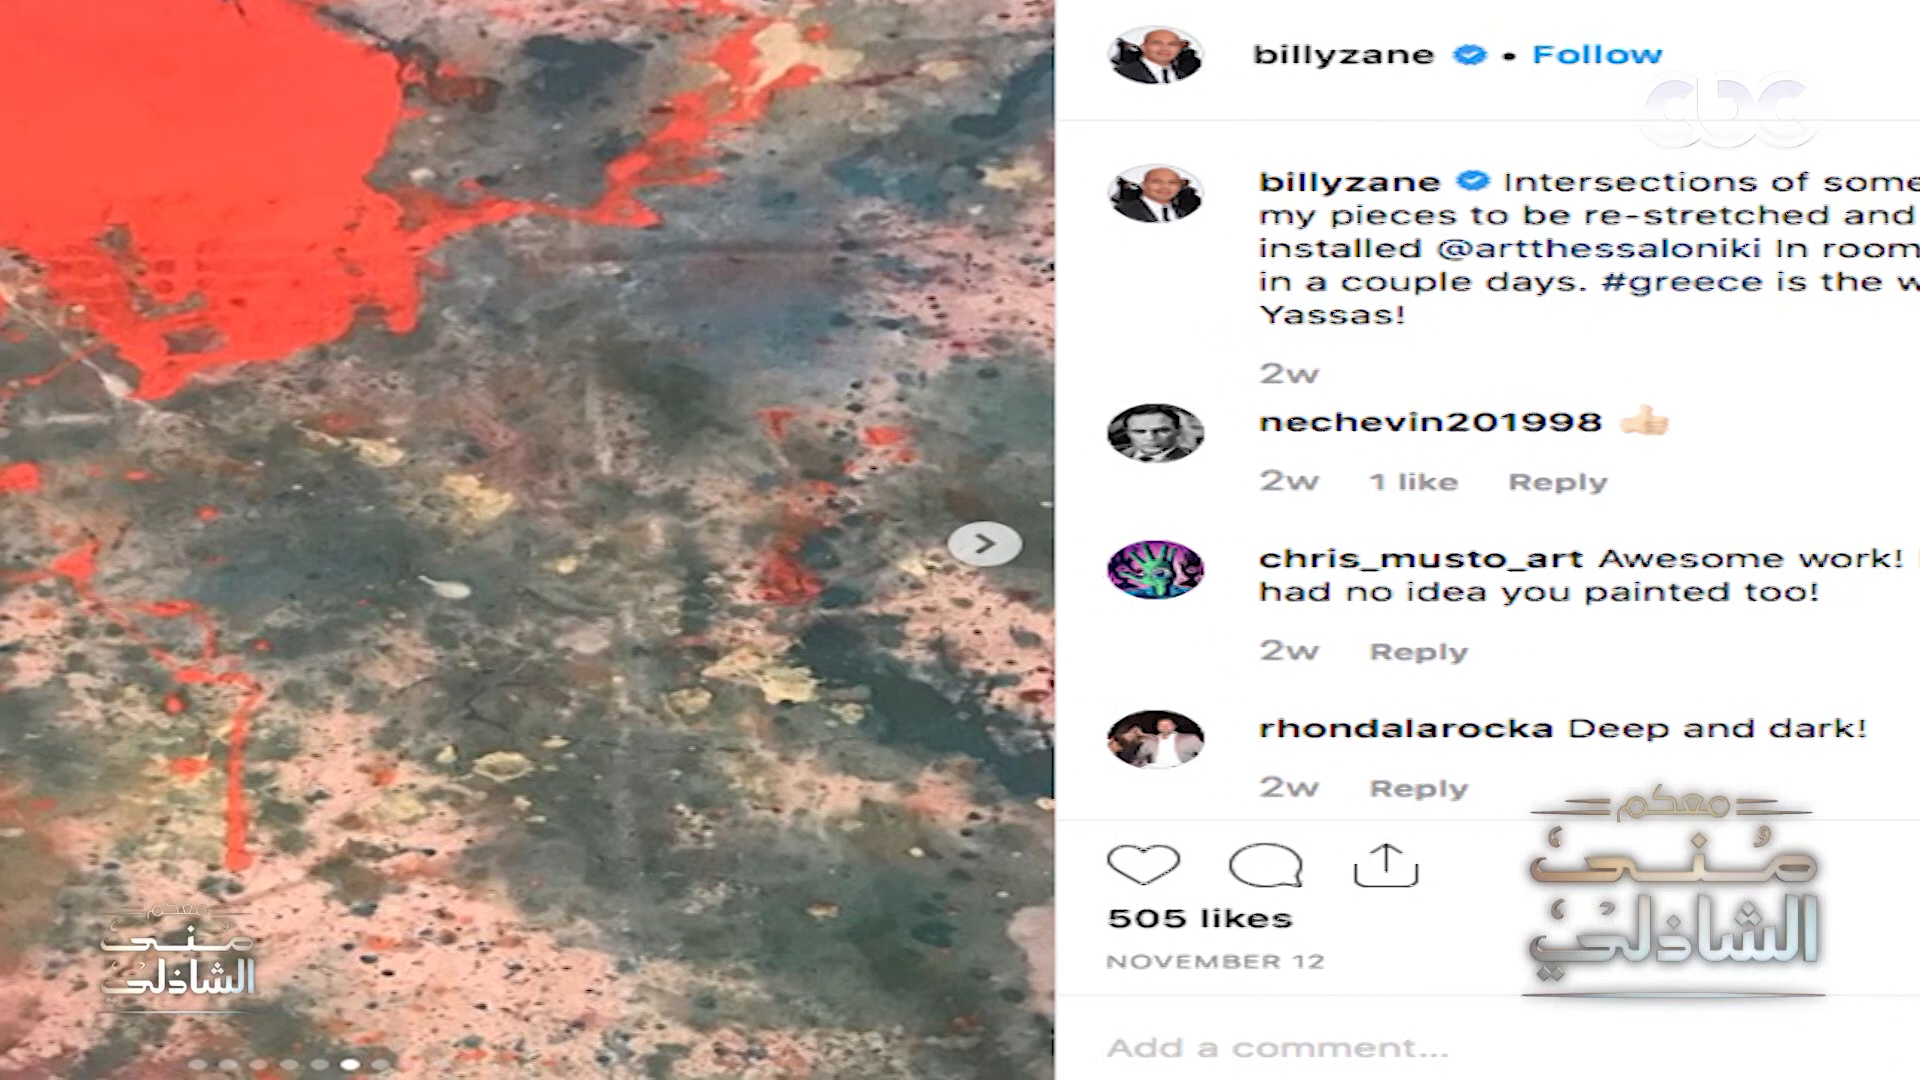 billyzane • Follow
cbc
billyzane Intersections of some
my pieces to be re-stretched and
installed @artthessaloniki In room
in a couple days. #greece is the w
Yassas!
2w
nechevin201998 👍🏻
2w 1 like Reply
chris_musto_art Awesome work! I
had no idea you painted too!
2w Reply
rhondalarocka Deep and dark!
2w Reply
505 likes
NOVEMBER 12
Add a comment...
معكم
مُنى
الشاذلي
معكم
منى
الشاذلي